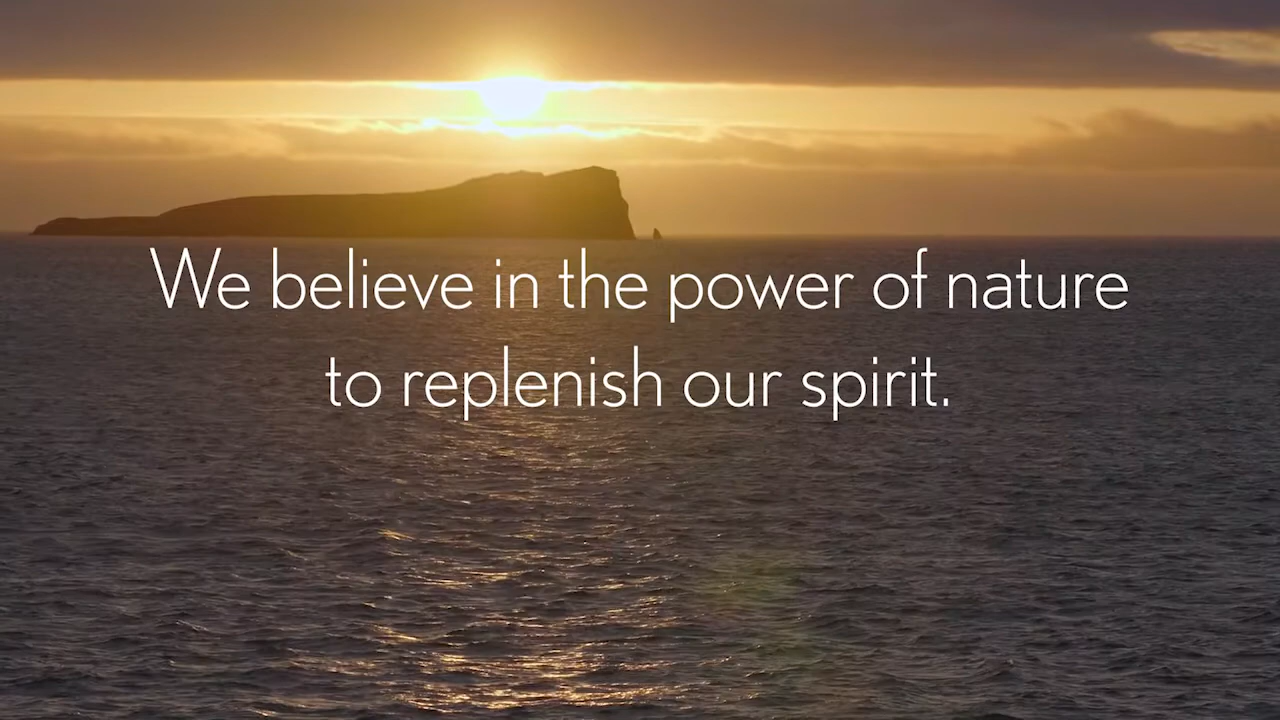 We believe in the power of nature
to replenish our spirit.